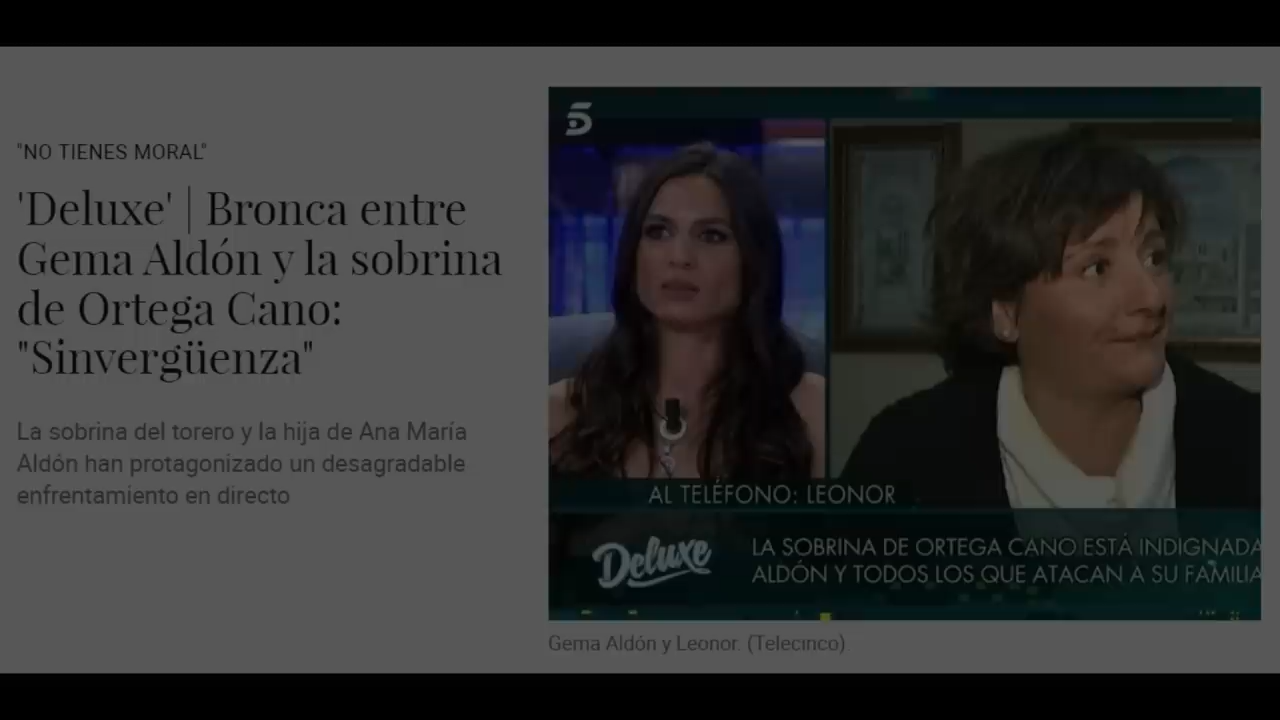 "NO TIENES MORAL"
'Deluxe' | Bronca entre
Gema Aldón y la sobrina
de Ortega Cano:
"Sinvergüenza"
La sobrina del torero y la hija de Ana María
Aldón han protagonizado un desagradable
enfrentamiento en directo
5
AL TELÉFONO: LEONOR
Deluxe
LA SOBRINA DE ORTEGA CANO ESTÁ INDIGNADA
ALDÓN Y TODOS LOS QUE ATACAN A SU FAMILIA
Gema Aldón y Leonor. (Telecinco)